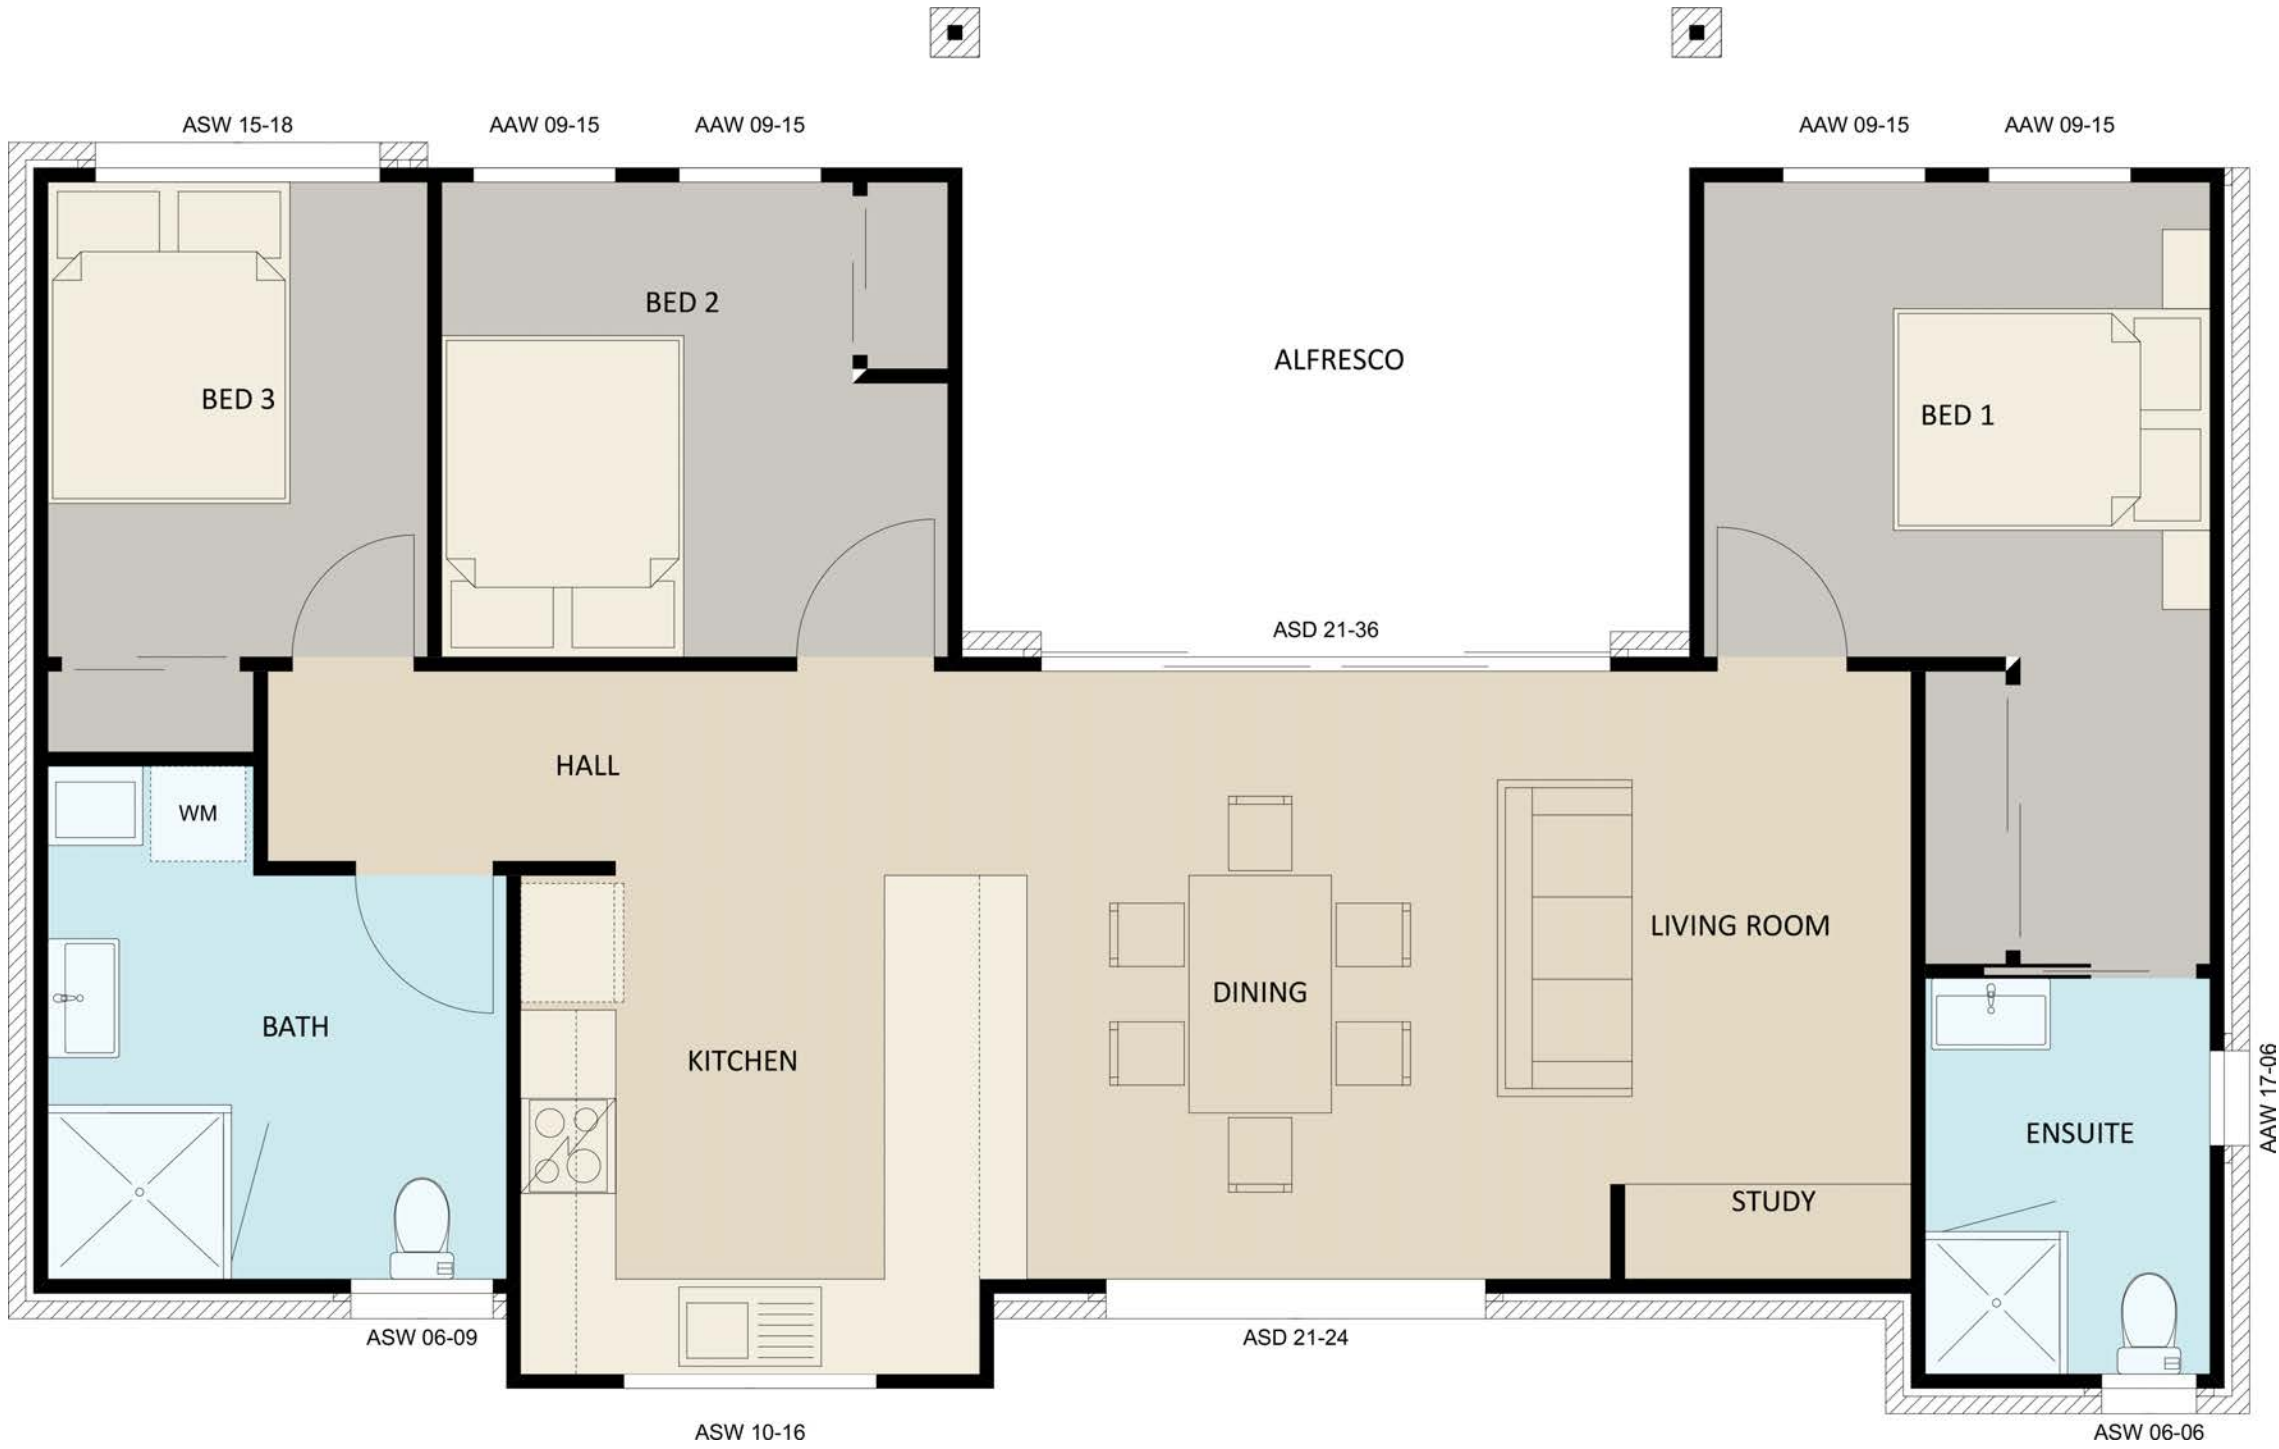 ASW 15-18
AAW 09-15
AAW 09-15
AAW 09-15
AAW 09-15
BED 2
ALFRESCO
BED 3
BED 1
ASD 21-36
HALL
WM
LIVING ROOM
DINING
BATH
KITCHEN
AAW 17-06
ENSUITE
STUDY
ASW 06-09
ASD 21-24
ASW 10-16
ASW 06-06